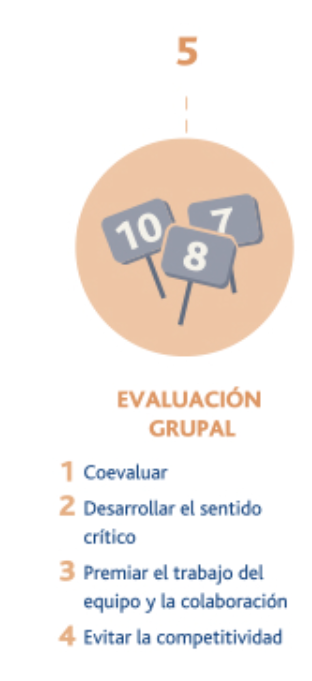 5
10
7
8
EVALUACIÓN
GRUPAL
1 Coevaluar
2 Desarrollar el sentido
crítico
3 Premiar el trabajo del
equipo y la colaboración
4 Evitar la competitividad